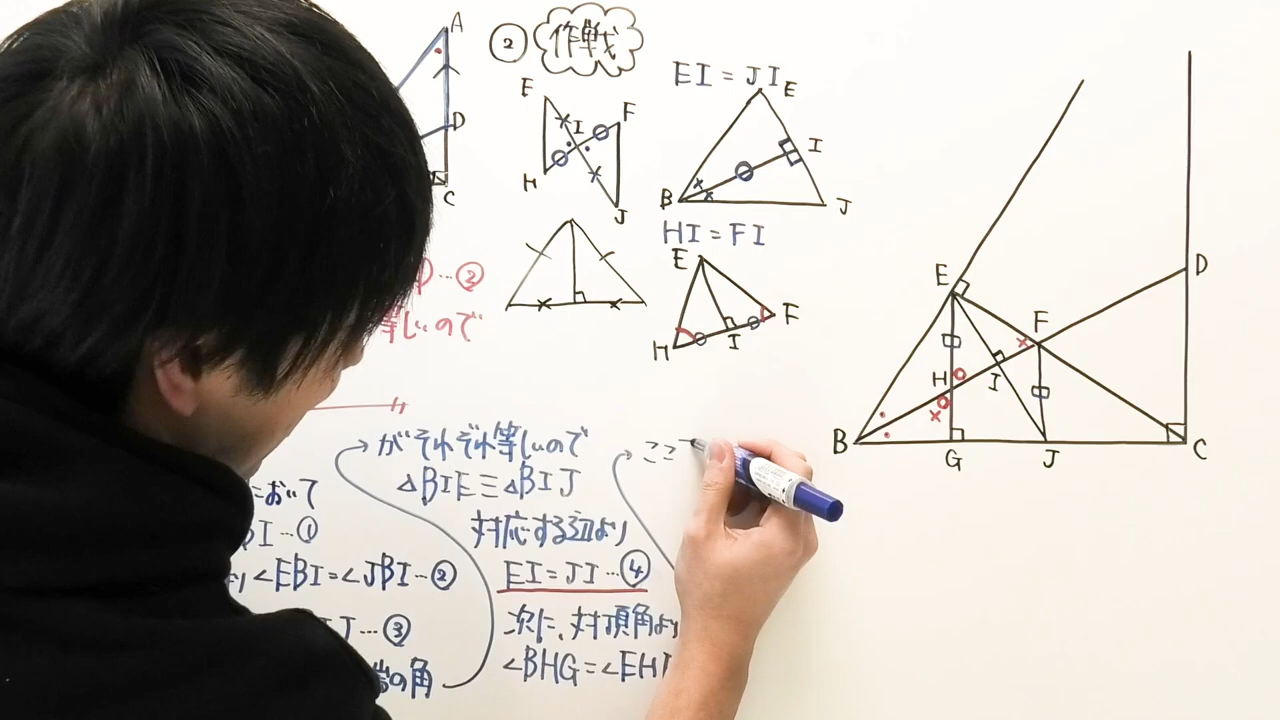 A
D
C
② 作戦
E
F
I
H
J
EI=JI
E
I
B
J
HI=FI
E
F
I
H
…③
等しいので
がそれぞれ等しいので
△BIE≡△BIJ
対応する辺より
EI=JI…④
次に、対頂角より
∠BHG=∠EHI
において
BI…①
∠EBI=∠JBI…②
J…③
の角
ここ
E
D
F
H
I
B
G
J
C